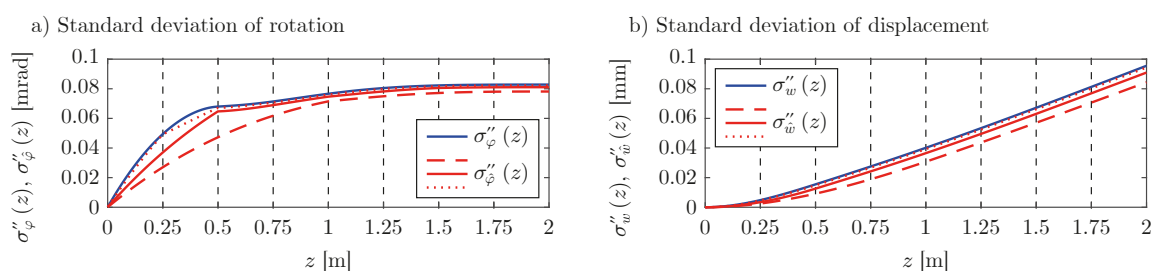 a) Standard deviation of rotation
σ″φ (z), σ″φ̂ (z) [mrad]
0.1
0.08
0.06
0.04
0.02
0
σ″φ (z)
σ″φ̂ (z)
0 0.25 0.5 0.75 1 1.25 1.5 1.75 2
z [m]
b) Standard deviation of displacement
σ″w (z), σ″ŵ (z) [mm]
0.1
0.08
0.06
0.04
0.02
0
σ″w (z)
σ″ŵ (z)
0 0.25 0.5 0.75 1 1.25 1.5 1.75 2
z [m]